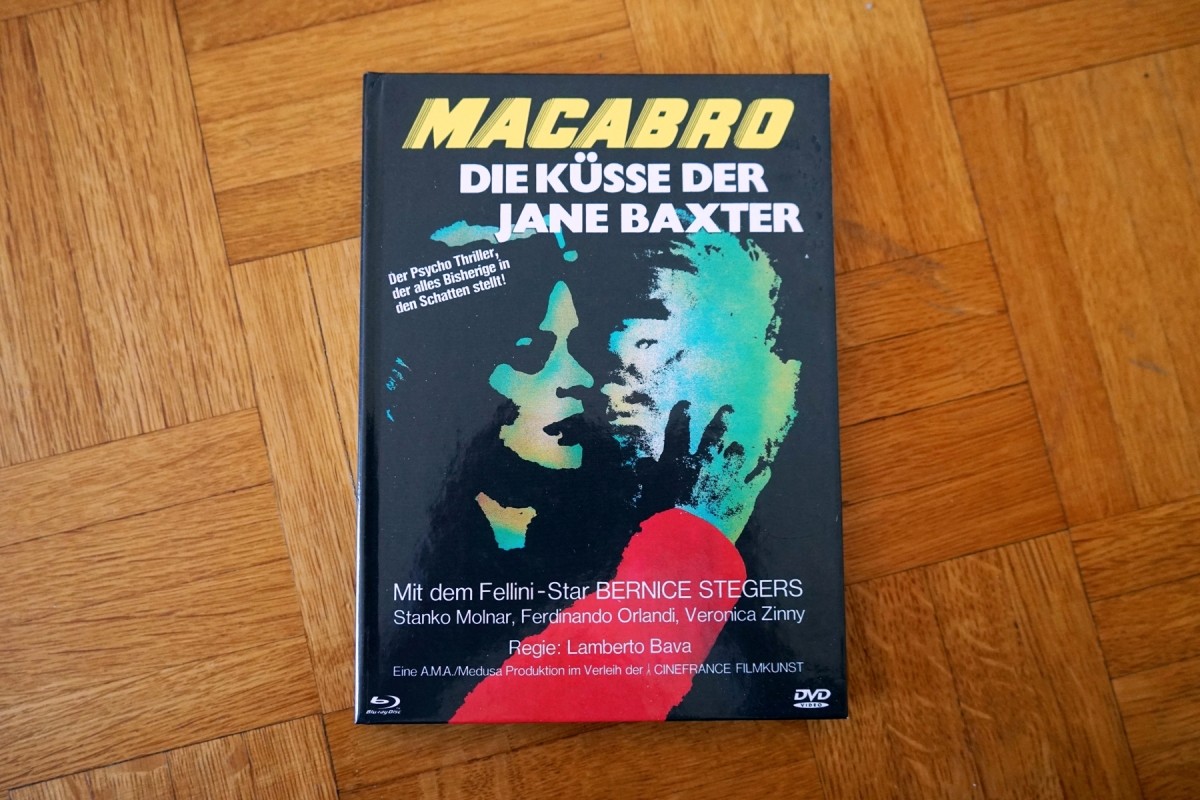 MACABRO
DIE KÜSSE DER
JANE BAXTER
Der Psycho Thriller,
der alles Bisherige in
den Schatten stellt!
Mit dem Fellini-Star BERNICE STEGERS
Stanko Molnar, Ferdinando Orlandi, Veronica Zinny
Regie: Lamberto Bava
Eine A.M.A./Medusa Produktion im Verleih der CINEFRANCE FILMKUNST
Blu-ray Disc
DVD
VIDEO